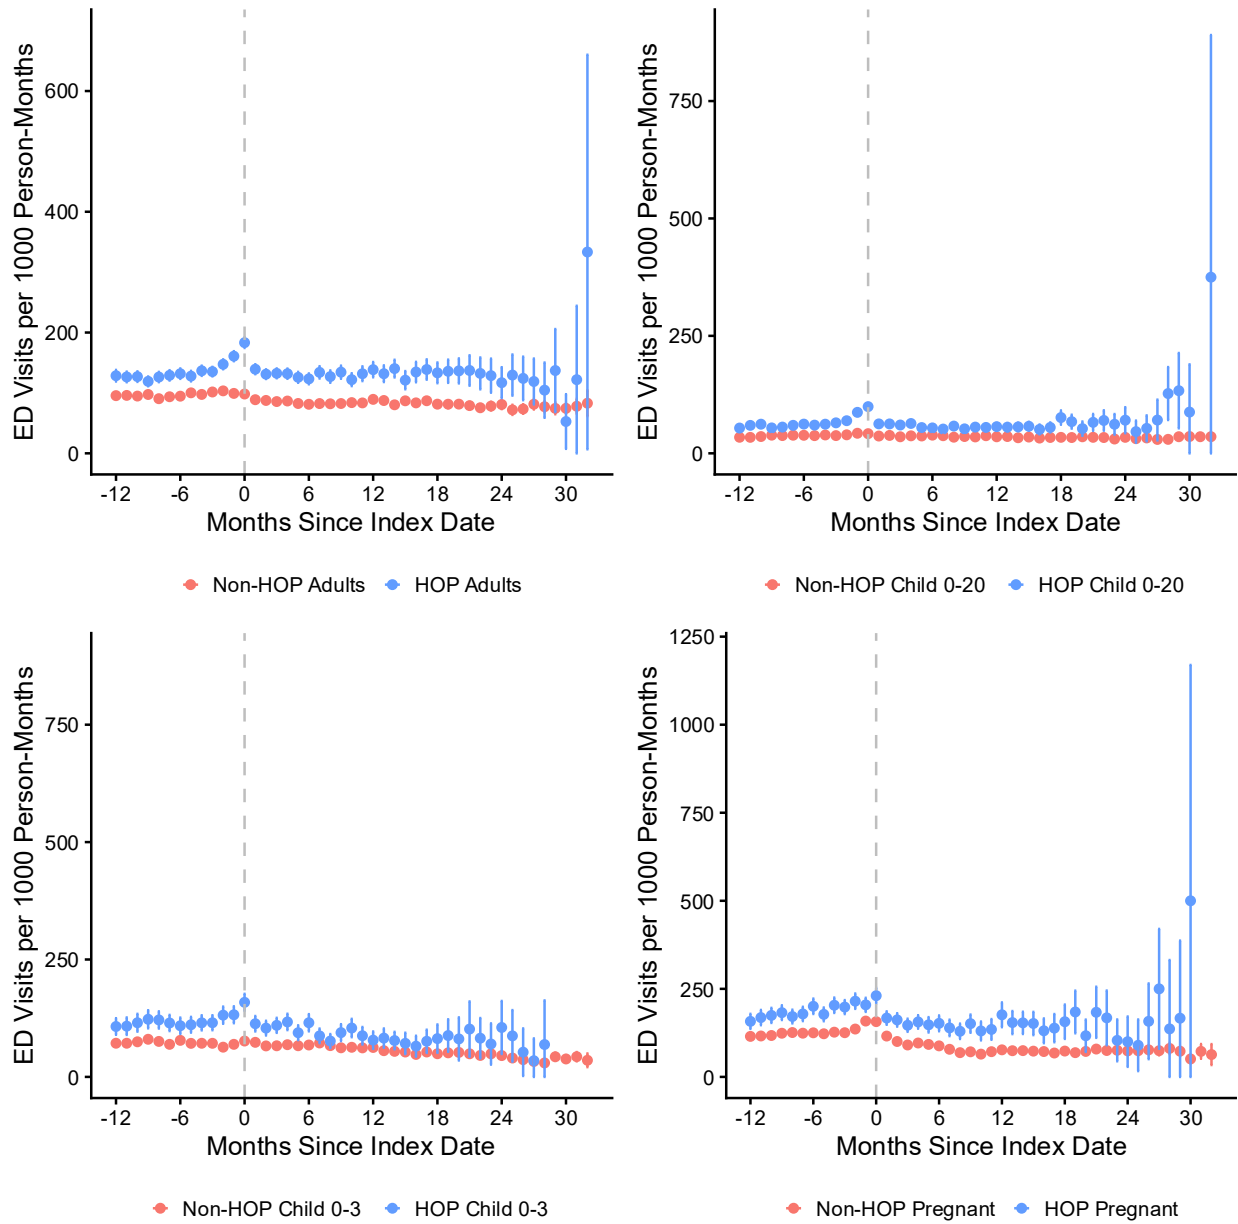 ED Visits per 1000 Person-Months
600
400
200
0
-12 -6 0 6 12 18 24 30
Months Since Index Date
Non-HOP Adults HOP Adults
ED Visits per 1000 Person-Months
750
500
250
0
-12 -6 0 6 12 18 24 30
Months Since Index Date
Non-HOP Child 0-20 HOP Child 0-20
ED Visits per 1000 Person-Months
750
500
250
0
-12 -6 0 6 12 18 24 30
Months Since Index Date
Non-HOP Child 0-3 HOP Child 0-3
ED Visits per 1000 Person-Months
1250
1000
750
500
250
0
-12 -6 0 6 12 18 24 30
Months Since Index Date
Non-HOP Pregnant HOP Pregnant